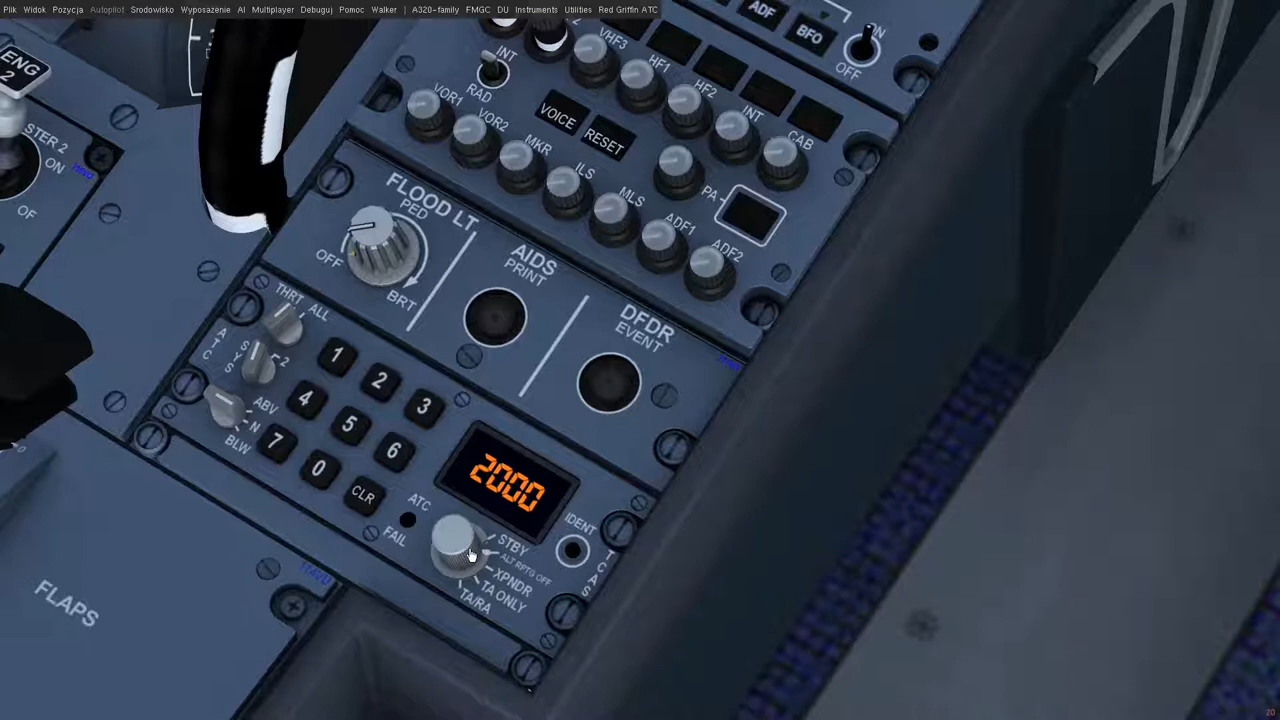 Plik Widok Pozycja Autopilot Środowisko Wyposażenie AI Multiplayer Debuguj Pomoc Walker | A320-family FMGC DU Instruments Utilities Red Griffin ATC
ADF
BFO
ON
OFF
ENG
2
STER 2
ON
OF
INT
RAD
VHF3
HF1
HF2
INT
CAB
VOR1
VOR2
VOICE
RESET
MKR
ILS
MLS
ADF1
ADF2
PA
FLOOD LT
PED
OFF
BRT
AIDS
PRINT
DFDR
EVENT
THRT
ALL
ATC
SYS
2
ABV
N
BLW
1
2
3
4
5
6
7
0
CLR
ATC
FAIL
2000
IDENT
STBY
ALT RPTG OFF
XPNDR
TA ONLY
TA/RA
TCAS
FLAPS
20